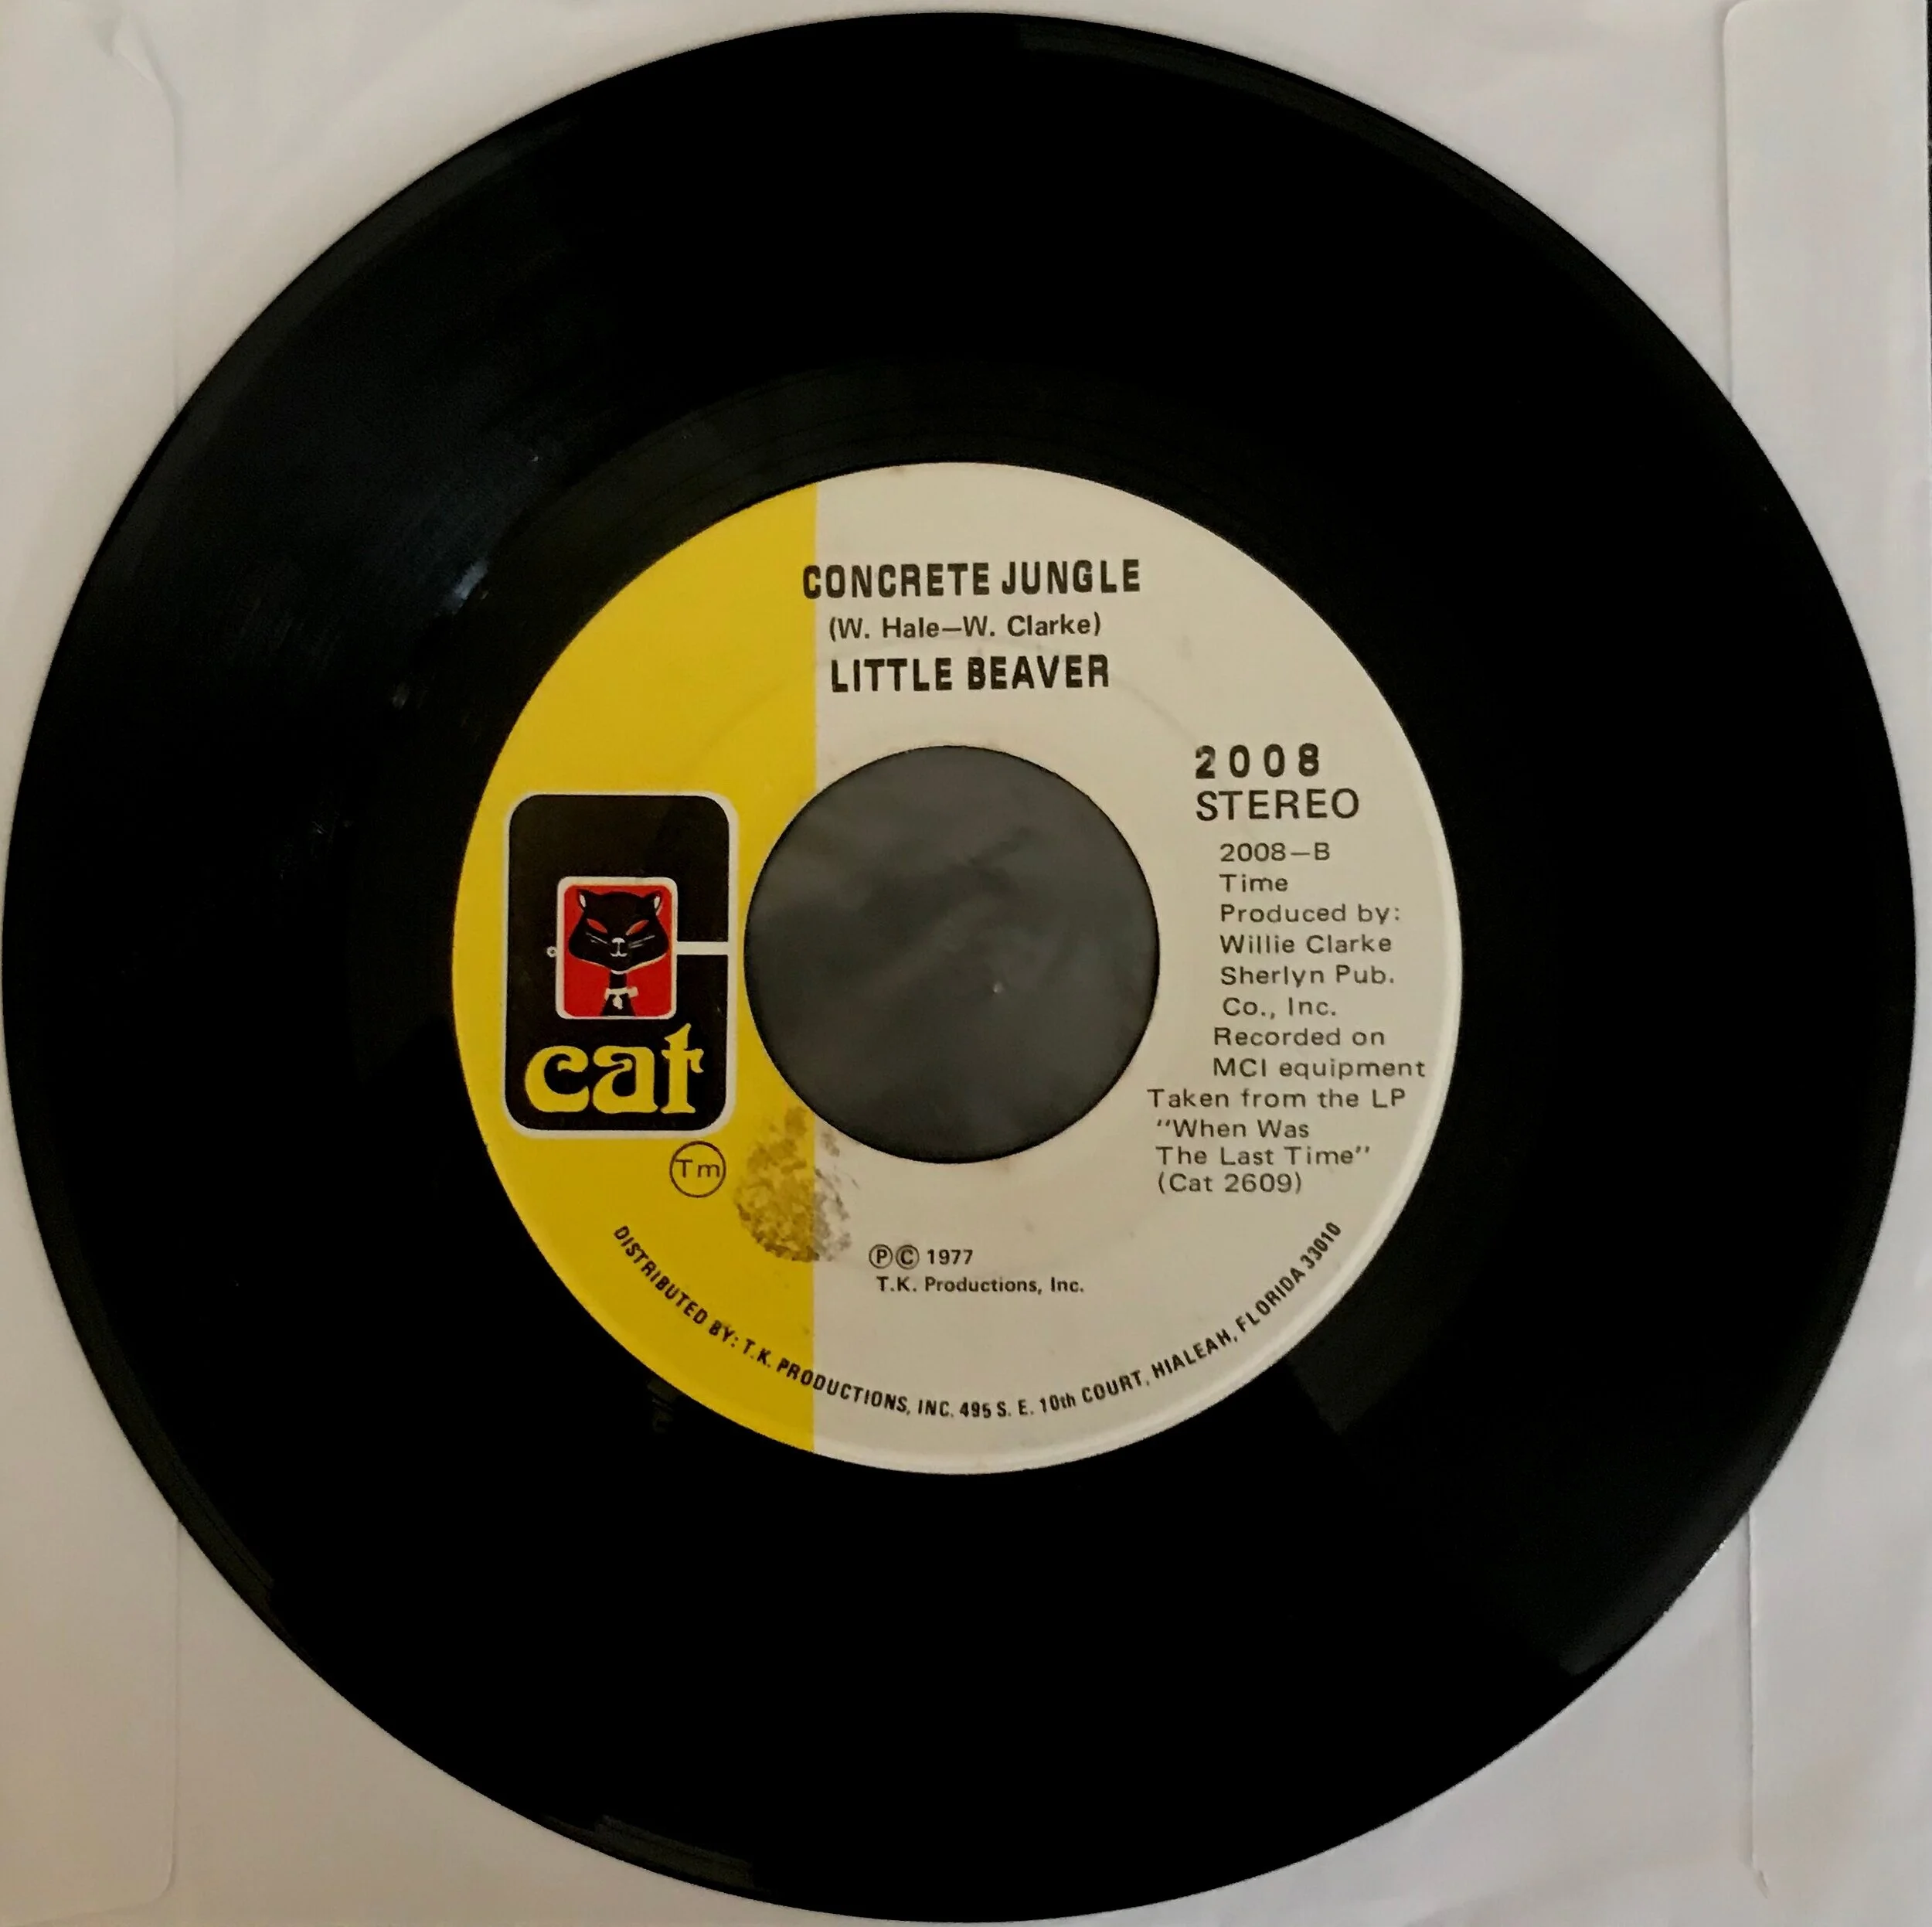 CONCRETE JUNGLE
(W. Hale—W. Clarke)
LITTLE BEAVER
2008
STEREO
2008—B
Time
Produced by:
Willie Clarke
Sherlyn Pub.
Co., Inc.
Recorded on
MCI equipment
Taken from the LP
"When Was
The Last Time"
(Cat 2609)
cat
Tm
Ⓟ© 1977
T.K. Productions, Inc.
DISTRIBUTED BY: T.K. PRODUCTIONS, INC. 495 S. E. 10th COURT, HIALEAH, FLORIDA 33010